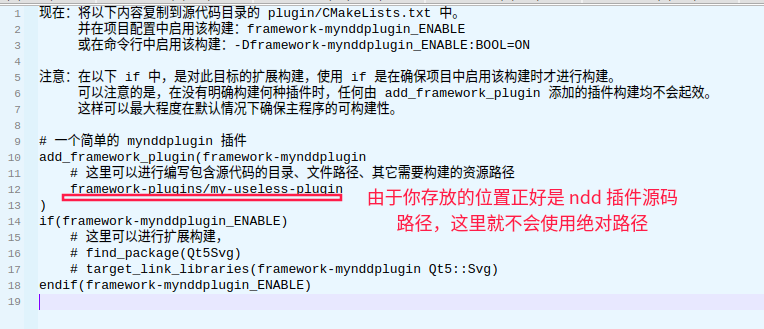 1 现在：将以下内容复制到源代码目录的 plugin/CMakeLists.txt 中。
2 并在项目配置中启用该构建：framework-mynddplugin_ENABLE
3 或在命令行中启用该构建：-Dframework-mynddplugin_ENABLE:BOOL=ON
4
5 注意：在以下 if 中，是对此目标的扩展构建，使用 if 是在确保项目中启用该构建时才进行构建。
6 可以注意的是，在没有明确构建何种插件时，任何由 add_framework_plugin 添加的插件构建均不会起效。
7 这样可以最大程度在默认情况下确保主程序的可构建性。
8
9 # 一个简单的 mynddplugin 插件
10 add_framework_plugin(framework-mynddplugin
11 # 这里可以进行编写包含源代码的目录、文件路径、其它需要构建的资源路径
12 framework-plugins/my-useless-plugin
由于你存放的位置正好是 ndd 插件源码
路径，这里就不会使用绝对路径
13 )
14 if(framework-mynddplugin_ENABLE)
15 # 这里可以进行扩展构建，
16 # find_package(Qt5Svg)
17 # target_link_libraries(framework-mynddplugin Qt5::Svg)
18 endif(framework-mynddplugin_ENABLE)
19